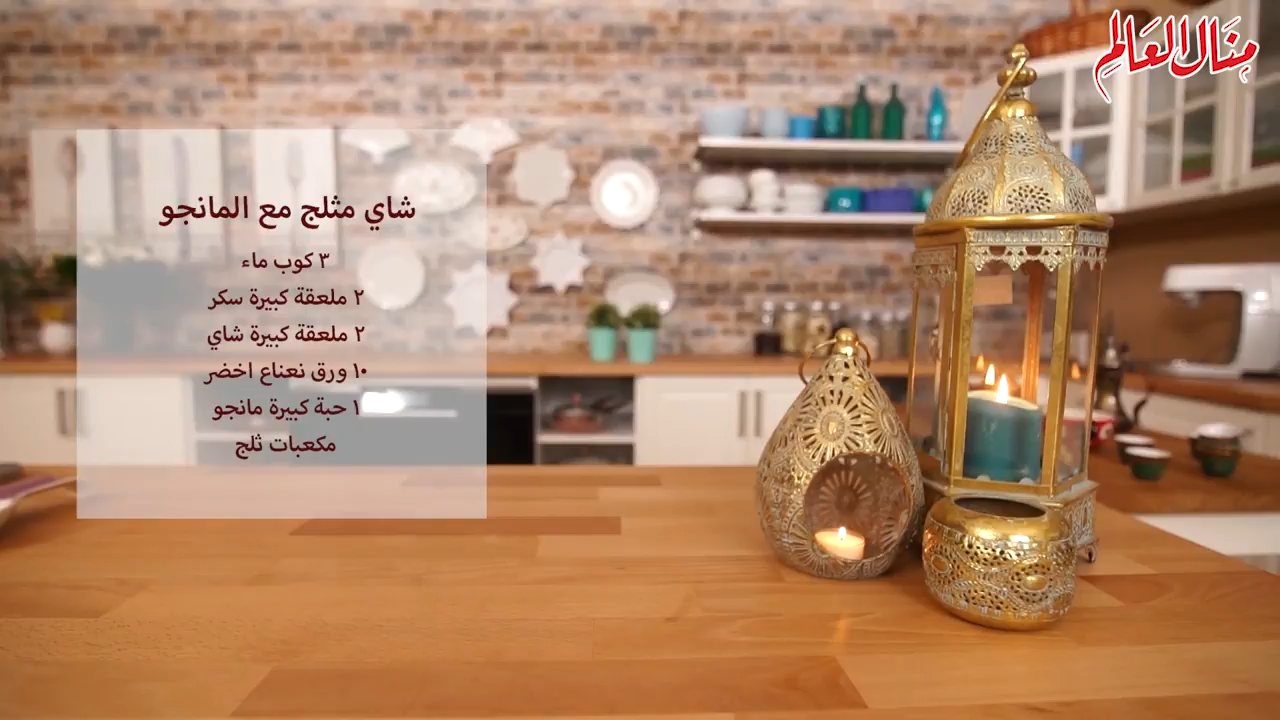 منال العالم
شاي مثلج مع المانجو
٣ كوب ماء
٢ ملعقة كبيرة سكر
٢ ملعقة كبيرة شاي
١٠ ورق نعناع اخضر
١ حبة كبيرة مانجو
مكعبات ثلج